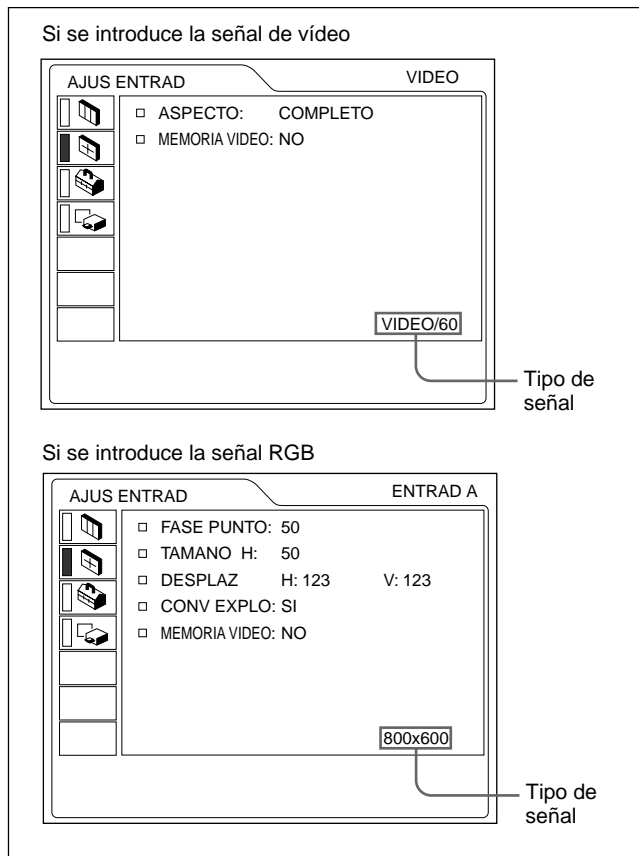 Si se introduce la señal de vídeo
AJUS ENTRAD VIDEO
ASPECTO: COMPLETO
MEMORIA VIDEO: NO
VIDEO/60
Tipo de
señal
Si se introduce la señal RGB
AJUS ENTRAD ENTRAD A
FASE PUNTO: 50
TAMANO H: 50
DESPLAZ H: 123 V: 123
CONV EXPLO: SI
MEMORIA VIDEO: NO
800x600
Tipo de
señal